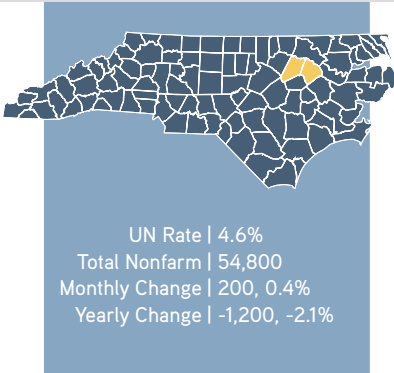 UN Rate | 4.6%
Total Nonfarm | 54,800
Monthly Change | 200, 0.4%
Yearly Change | -1,200, -2.1%